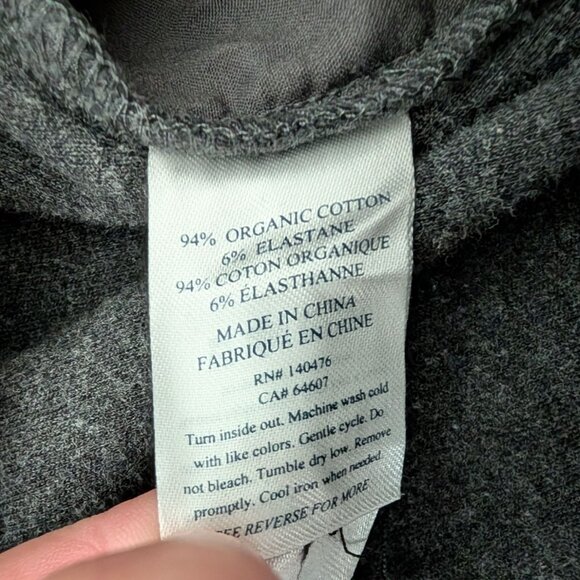 94% ORGANIC COTTON
6% ELASTANE
94% COTON ORGANIQUE
6% ÉLASTHANNE
MADE IN CHINA
FABRIQUÉ EN CHINE
RN# 140476
CA# 64607
Turn inside out. Machine wash cold
with like colors. Gentle cycle. Do
not bleach. Tumble dry low. Remove
promptly. Cool iron when needed.
REVERSE FOR MORE